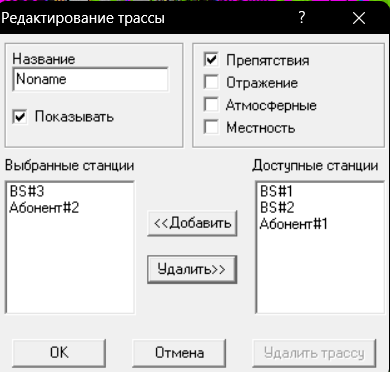 Редактирование трассы ? ×
Название
Noname
Показывать
Препятствия
Отражение
Атмосферные
Местность
Выбранные станции
BS#3
Абонент#2
<<Добавить
Удалить>>
Доступные станции
BS#1
BS#2
Абонент#1
OK
Отмена
Удалить трассу